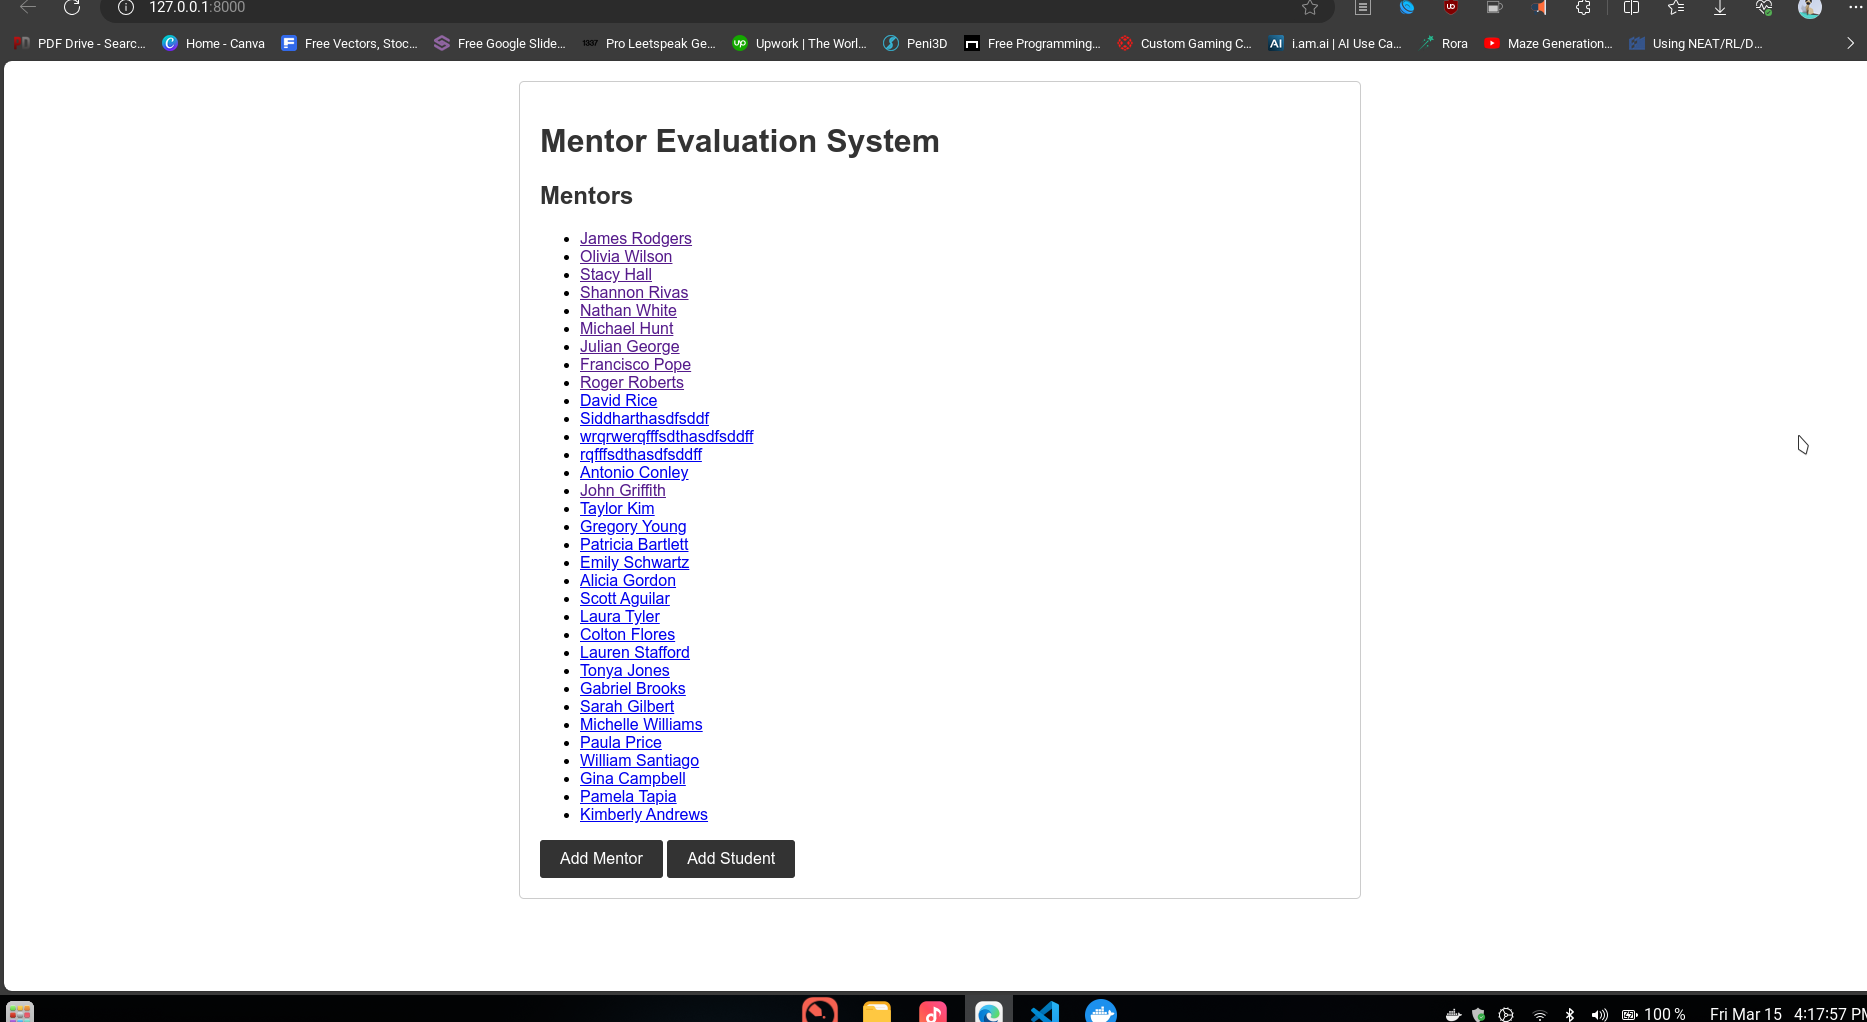 127.0.0.1:8000
PDF Drive - Searc... Home - Canva Free Vectors, Stoc... Free Google Slide... 1337 Pro Leetspeak Ge... up Upwork | The Worl... Peni3D Free Programming... Custom Gaming C... AI i.am.ai | AI Use Ca... Rora Maze Generation... Using NEAT/RL/D...
Mentor Evaluation System
Mentors
James Rodgers
Olivia Wilson
Stacy Hall
Shannon Rivas
Nathan White
Michael Hunt
Julian George
Francisco Pope
Roger Roberts
David Rice
Siddharthasdfsddf
wrqrwerqfffsdthasdfsddff
rqfffsdthasdfsddff
Antonio Conley
John Griffith
Taylor Kim
Gregory Young
Patricia Bartlett
Emily Schwartz
Alicia Gordon
Scott Aguilar
Laura Tyler
Colton Flores
Lauren Stafford
Tonya Jones
Gabriel Brooks
Sarah Gilbert
Michelle Williams
Paula Price
William Santiago
Gina Campbell
Pamela Tapia
Kimberly Andrews
Add Mentor Add Student
100 % Fri Mar 15 4:17:57 PM